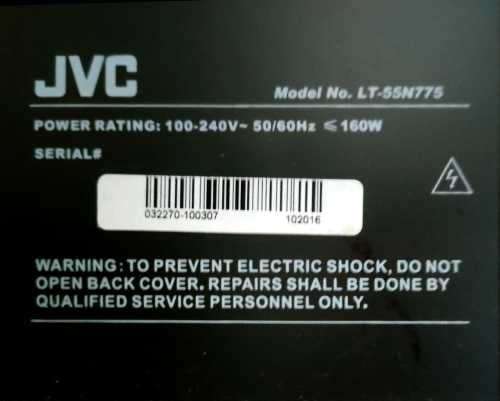 JVC
Model No. LT-55N775
POWER RATING: 100-240V~ 50/60Hz ⩽160W
SERIAL#
032270-100307 102016
WARNING: TO PREVENT ELECTRIC SHOCK, DO NOT
OPEN BACK COVER. REPAIRS SHALL BE DONE BY
QUALIFIED SERVICE PERSONNEL ONLY.